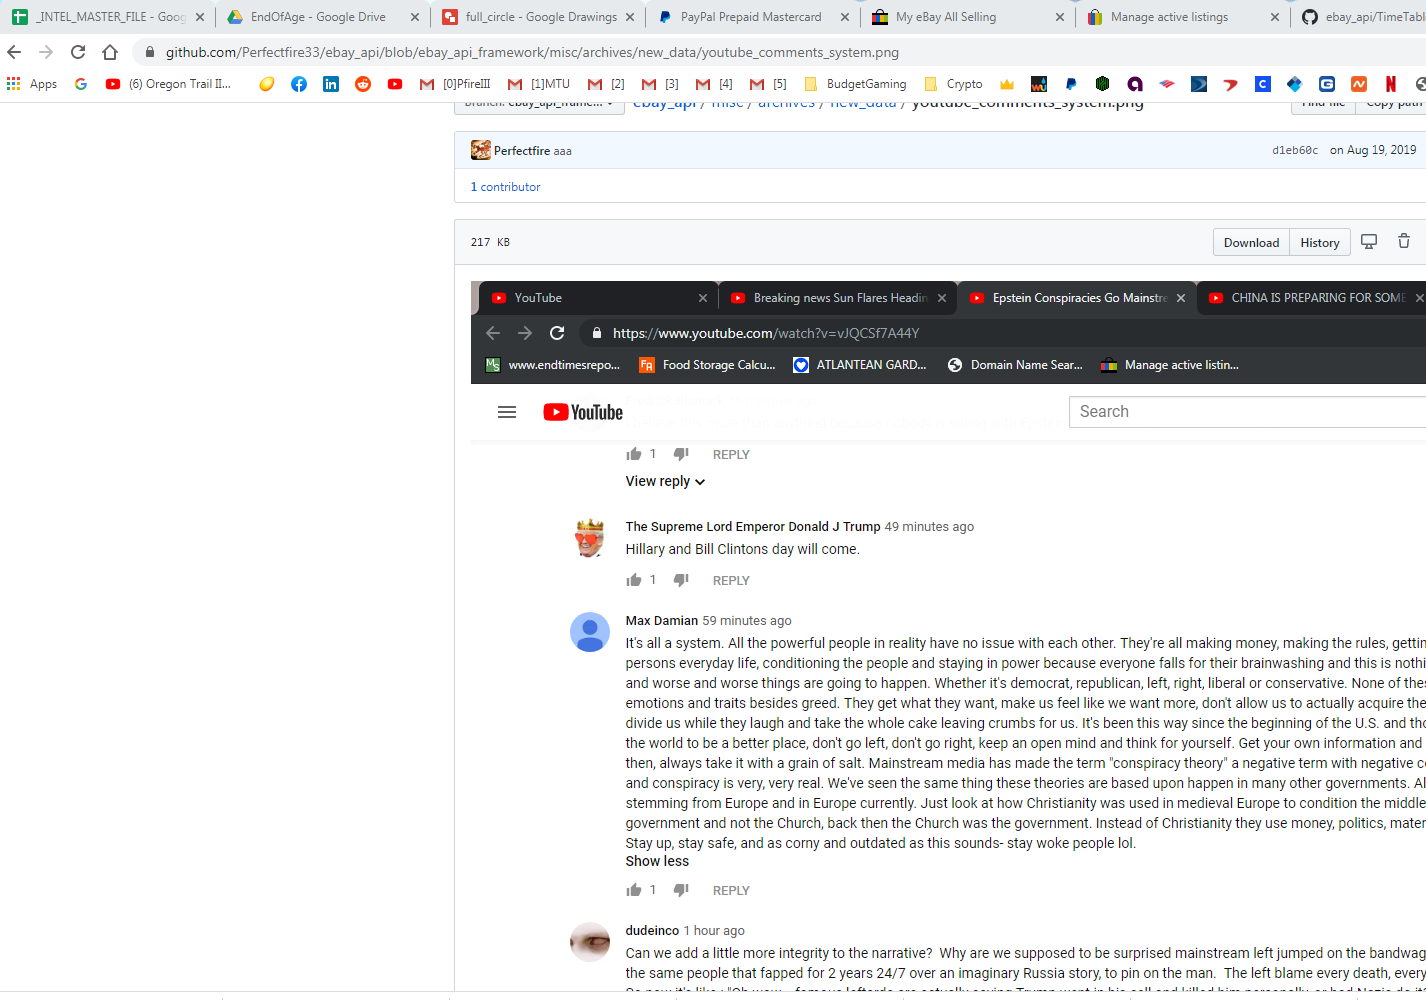 _INTEL_MASTER_FILE - Goog
EndOfAge - Google Drive
full_circle - Google Drawings
PayPal Prepaid Mastercard
My eBay All Selling
Manage active listings
ebay_api/TimeTabl
github.com/Perfectfire33/ebay_api/blob/ebay_api_framework/misc/archives/new_data/youtube_comments_system.png
Apps
(6) Oregon Trail II...
[0]PfireIII
[1]MTU
[2]
[3]
[4]
[5]
BudgetGaming
Crypto
Branch: ebay_api_frame...
ebay_api / misc / archives / new_data / youtube_comments_system.png
Find file
Copy path
Perfectfire aaa
d1eb60c on Aug 19, 2019
1 contributor
217 KB
Download
History
YouTube
Breaking news Sun Flares Headin
Epstein Conspiracies Go Mainstre
CHINA IS PREPARING FOR SOME
https://www.youtube.com/watch?v=vJQCSf7A44Y
www.endtimesrepo...
Food Storage Calcu...
ATLANTEAN GARD...
Domain Name Sear...
Manage active listin...
YouTube
Search
1 REPLY
View reply
The Supreme Lord Emperor Donald J Trump 49 minutes ago
Hillary and Bill Clintons day will come.
1 REPLY
Max Damian 59 minutes ago
It's all a system. All the powerful people in reality have no issue with each other. They're all making money, making the rules, gettin
persons everyday life, conditioning the people and staying in power because everyone falls for their brainwashing and this is nothi
and worse and worse things are going to happen. Whether it's democrat, republican, left, right, liberal or conservative. None of thes
emotions and traits besides greed. They get what they want, make us feel like we want more, don't allow us to actually acquire the
divide us while they laugh and take the whole cake leaving crumbs for us. It's been this way since the beginning of the U.S. and tho
the world to be a better place, don't go left, don't go right, keep an open mind and think for yourself. Get your own information and
then, always take it with a grain of salt. Mainstream media has made the term "conspiracy theory" a negative term with negative c
and conspiracy is very, very real. We've seen the same thing these theories are based upon happen in many other governments. Al
stemming from Europe and in Europe currently. Just look at how Christianity was used in medieval Europe to condition the middle
government and not the Church, back then the Church was the government. Instead of Christianity they use money, politics, mater
Stay up, stay safe, and as corny and outdated as this sounds- stay woke people lol.
Show less
1 REPLY
dudeinco 1 hour ago
Can we add a little more integrity to the narrative? Why are we supposed to be surprised mainstream left jumped on the bandwag
the same people that fapped for 2 years 24/7 over an imaginary Russia story, to pin on the man. The left blame every death, every